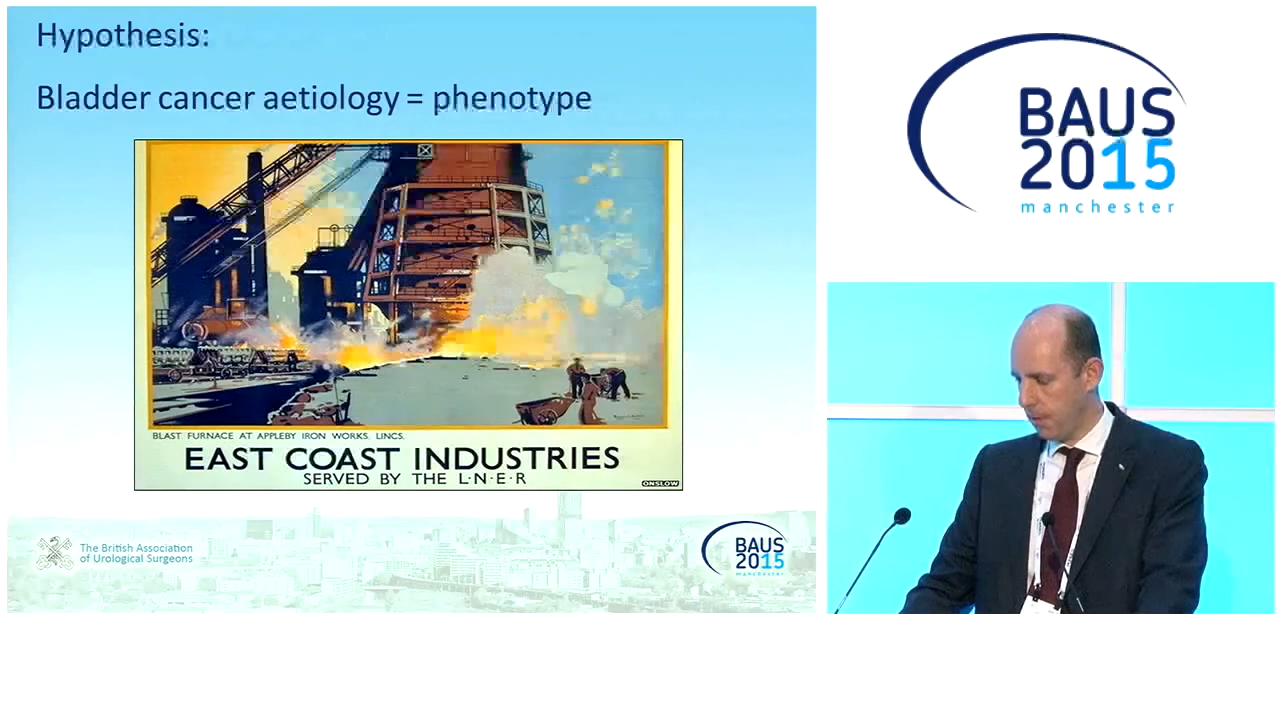 Hypothesis:
Bladder cancer aetiology = phenotype
BLAST FURNACE AT APPLEBY IRON WORKS, LINCS.
EAST COAST INDUSTRIES
SERVED BY THE L·N·E·R
ONSLOW
The British Association
of Urological Surgeons
BAUS
2015
manchester
BAUS
2015
manchester